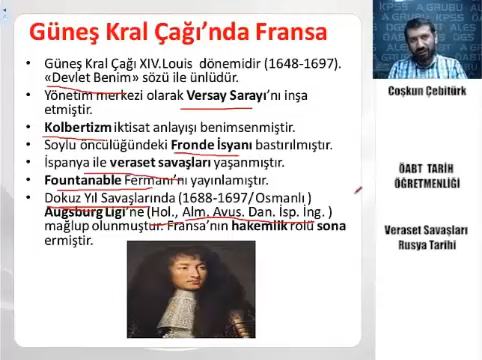 Güneş Kral Çağı'nda Fransa
• Güneş Kral Çağı XIV.Louis dönemidir (1648-1697).
«Devlet Benim» sözü ile ünlüdür.
• Yönetim merkezi olarak Versay Sarayı'nı inşa
etmiştir.
• Kolbertizm iktisat anlayışı benimsenmiştir.
• Soylu öncülüğündeki Fronde İsyanı bastırılmıştır.
• İspanya ile veraset savaşları yaşanmıştır.
• Fountanable Fermanı'nı yayınlamıştır.
• Dokuz Yıl Savaşlarında (1688-1697/Osmanlı )
Augsburg Ligi'ne (Hol., Alm. Avus. Dan. İsp. İng. )
mağlup olunmuştur. Fransa'nın hakemlik rolü sona
ermiştir.
KPSS
A GRUBU
Coşkun Çebitürk
ÖABT TARİH
ÖĞRETMENLİĞİ
Veraset Savaşları
Rusya Tarihi